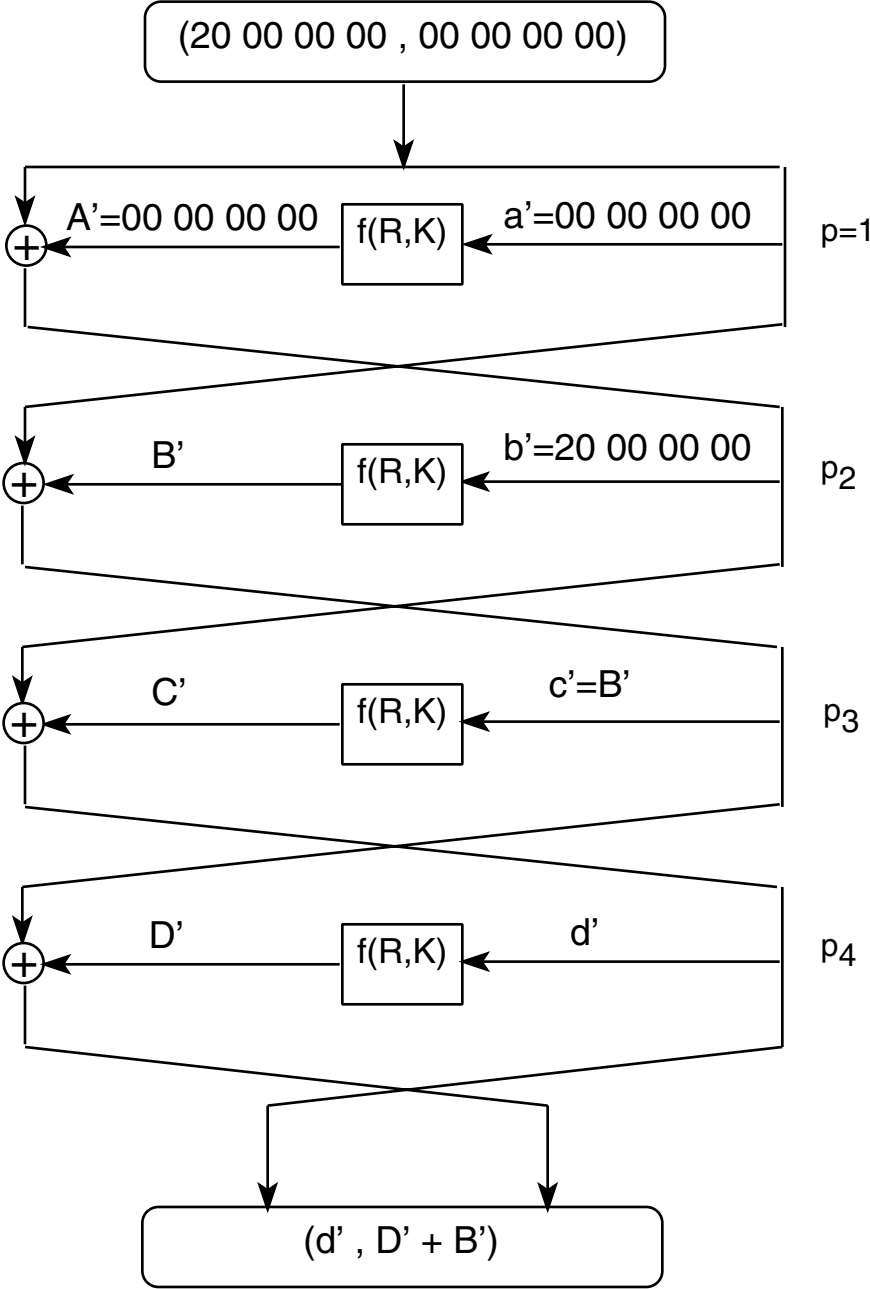 (20 00 00 00 , 00 00 00 00)
A’=00 00 00 00 f(R,K) a’=00 00 00 00 p=1
+
B’ f(R,K) b’=20 00 00 00 p2
+
C’ f(R,K) c’=B’ p3
+
D’ f(R,K) d’ p4
+
(d’ , D’ + B’)